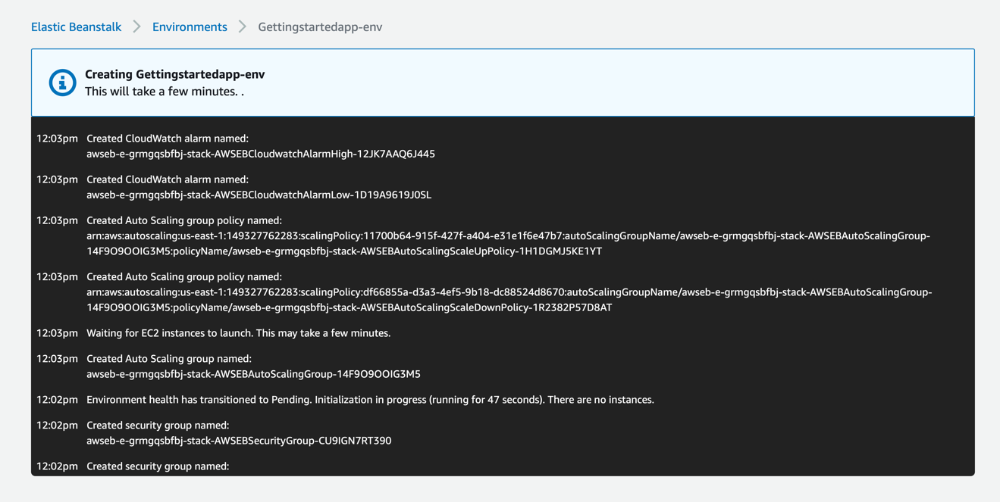 Elastic Beanstalk > Environments > Gettingstartedapp-env
Creating Gettingstartedapp-env
This will take a few minutes. .
12:03pm Created CloudWatch alarm named:
awseb-e-grmgqsbfbj-stack-AWSEBCloudwatchAlarmHigh-12JK7AAQ6J445
12:03pm Created CloudWatch alarm named:
awseb-e-grmgqsbfbj-stack-AWSEBCloudwatchAlarmLow-1D19A9619J0SL
12:03pm Created Auto Scaling group policy named:
arn:aws:autoscaling:us-east-1:149327762283:scalingPolicy:11700b64-915f-427f-a404-e31e1f6e47b7:autoScalingGroupName/awseb-e-grmgqsbfbj-stack-AWSEBAutoScalingGroup-
14F9O9OOIG3M5:policyName/awseb-e-grmgqsbfbj-stack-AWSEBAutoScalingScaleUpPolicy-1H1DGMJ5KE1YT
12:03pm Created Auto Scaling group policy named:
arn:aws:autoscaling:us-east-1:149327762283:scalingPolicy:df66855a-d3a3-4ef5-9b18-dc88524d8670:autoScalingGroupName/awseb-e-grmgqsbfbj-stack-AWSEBAutoScalingGroup-
14F9O9OOIG3M5:policyName/awseb-e-grmgqsbfbj-stack-AWSEBAutoScalingScaleDownPolicy-1R2382P57D8AT
12:03pm Waiting for EC2 instances to launch. This may take a few minutes.
12:03pm Created Auto Scaling group named:
awseb-e-grmgqsbfbj-stack-AWSEBAutoScalingGroup-14F9O9OOIG3M5
12:02pm Environment health has transitioned to Pending. Initialization in progress (running for 47 seconds). There are no instances.
12:02pm Created security group named:
awseb-e-grmgqsbfbj-stack-AWSEBSecurityGroup-CU9IGN7RT390
12:02pm Created security group named: